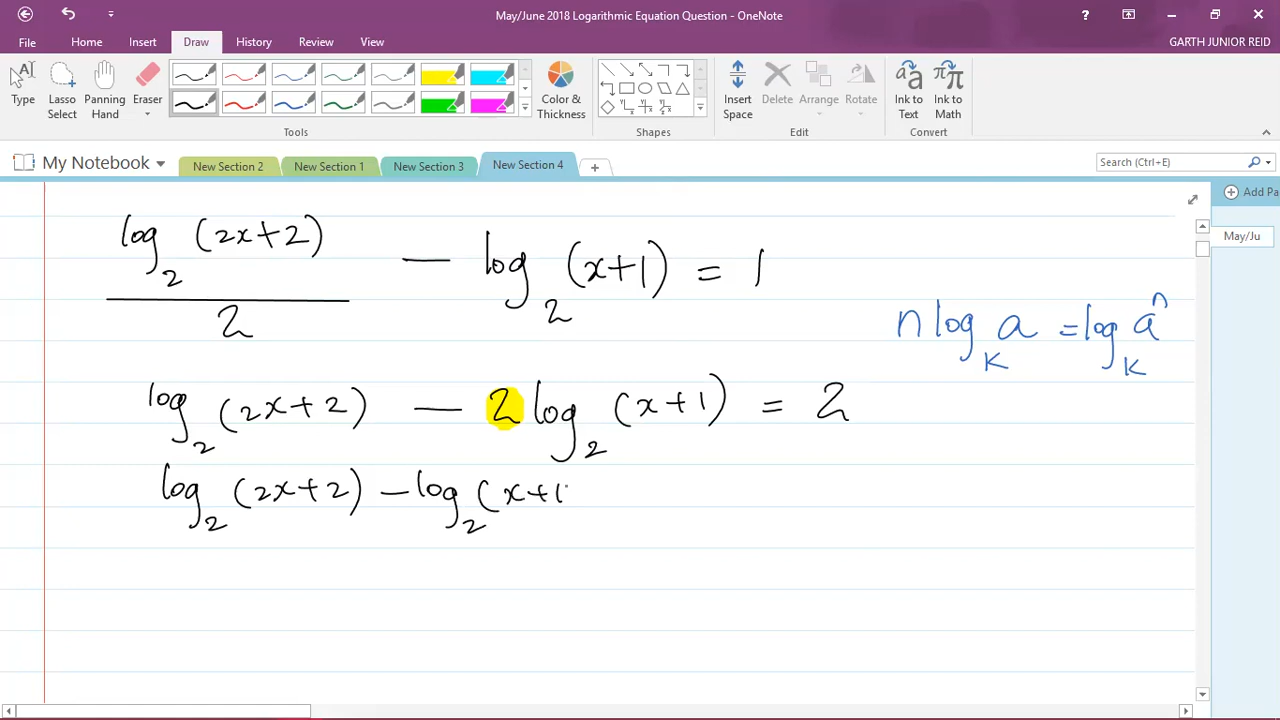 May/June 2018 Logarithmic Equation Question - OneNote
?
File Home Insert Draw History Review View GARTH JUNIOR REID
Type Lasso Select Panning Hand Eraser Color & Thickness Insert Space Delete Arrange Rotate Ink to Text Ink to Math
Tools Shapes Edit Convert
My Notebook New Section 2 New Section 1 New Section 3 New Section 4 + Search (Ctrl+E)
Add Pa
May/Ju
log₂(2x+2)/2 — log₂(x+1) = 1
n log_K a = log_K aⁿ
log₂(2x+2) — 2 log₂(x+1) = 2
log₂(2x+2) – log₂(x+1